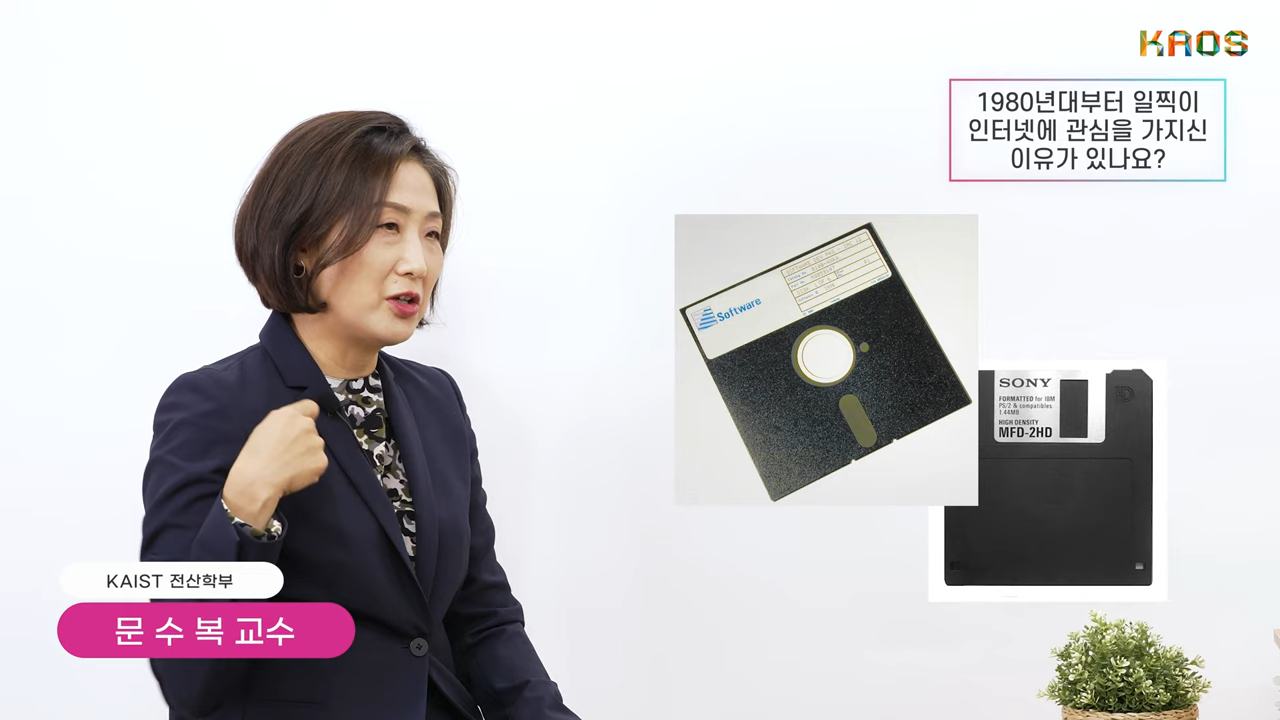 KAOS
1980년대부터 일찍이
인터넷에 관심을 가지신
이유가 있나요?
Software
SONY
FORMATTED for IBM
PS/2 & compatibles
1.44MB
HIGH DENSITY
MFD-2HD
KAIST 전산학부
문수복 교수